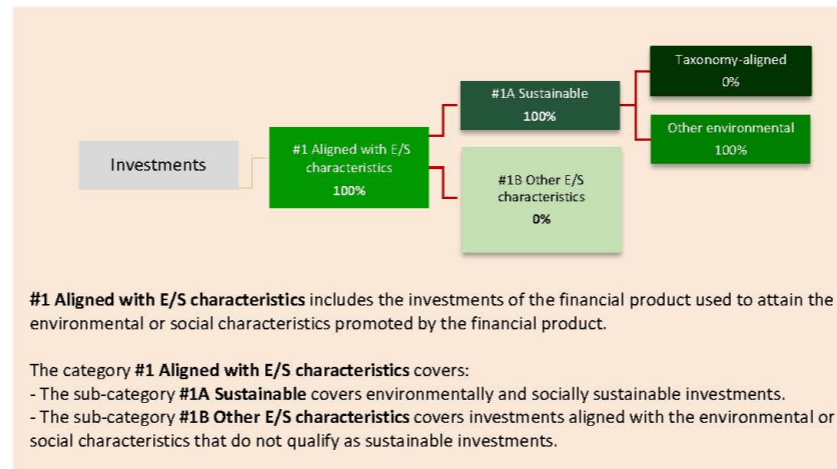 Investments
#1 Aligned with E/S
characteristics
100%
#1A Sustainable
100%
#1B Other E/S
characteristics
0%
Taxonomy-aligned
0%
Other environmental
100%
#1 Aligned with E/S characteristics includes the investments of the financial product used to attain the
environmental or social characteristics promoted by the financial product.
The category #1 Aligned with E/S characteristics covers:
- The sub-category #1A Sustainable covers environmentally and socially sustainable investments.
- The sub-category #1B Other E/S characteristics covers investments aligned with the environmental or
social characteristics that do not qualify as sustainable investments.